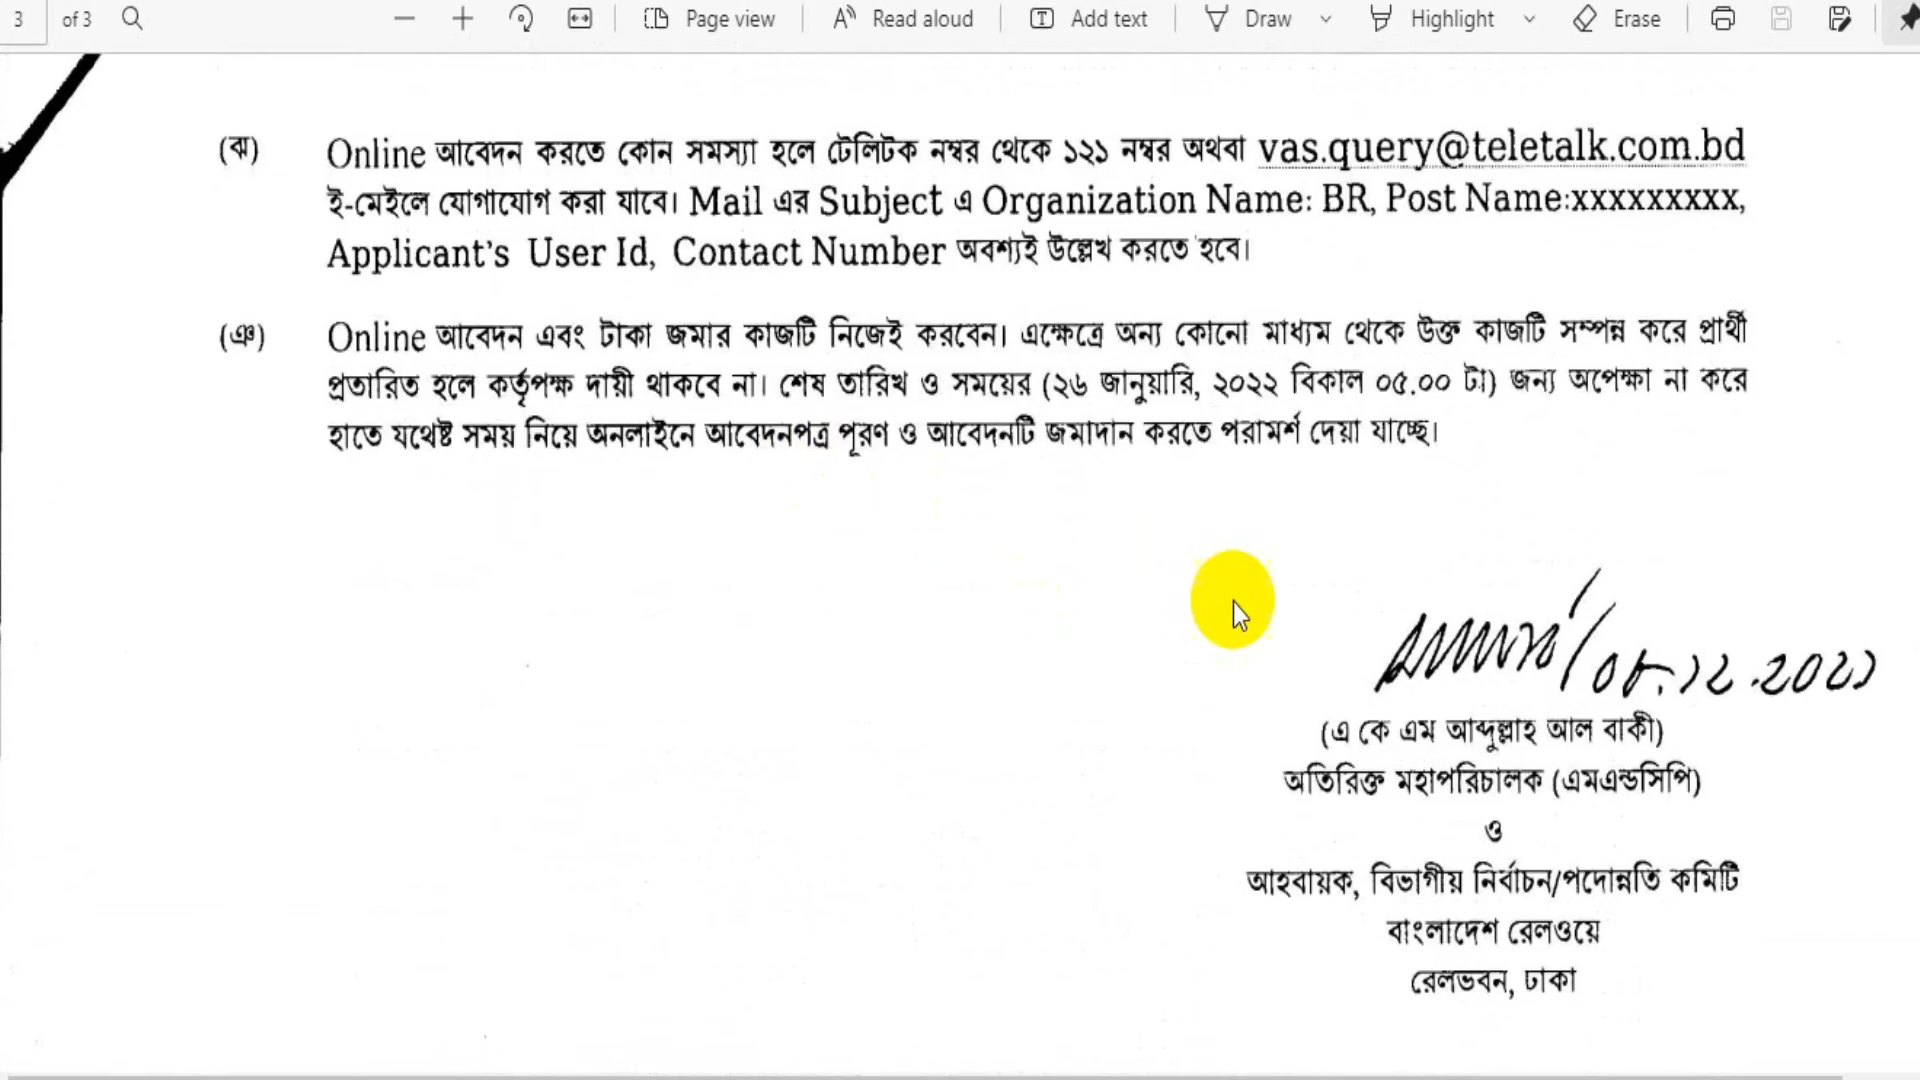 3 of 3 Page view Read aloud Add text Draw Highlight Erase
(ঝ) Online আবেদন করতে কোন সমস্যা হলে টেলিটক নম্বর থেকে ১২১ নম্বর অথবা vas.query@teletalk.com.bd
ই-মেইলে যোগাযোগ করা যাবে। Mail এর Subject এ Organization Name: BR, Post Name:xxxxxxxxx,
Applicant's User Id, Contact Number অবশ্যই উল্লেখ করতে হবে।
(ঞ) Online আবেদন এবং টাকা জমার কাজটি নিজেই করবেন। এক্ষেত্রে অন্য কোনো মাধ্যম থেকে উক্ত কাজটি সম্পন্ন করে প্রার্থী
প্রতারিত হলে কর্তৃপক্ষ দায়ী থাকবে না। শেষ তারিখ ও সময়ের (২৬ জানুয়ারি, ২০২২ বিকাল ০৫.০০ টা) জন্য অপেক্ষা না করে
হাতে যথেষ্ট সময় নিয়ে অনলাইনে আবেদনপত্র পূরণ ও আবেদনটি জমাদান করতে পরামর্শ দেয়া যাচ্ছে।
(এ কে এম আব্দুল্লাহ আল বাকী)
অতিরিক্ত মহাপরিচালক (এমএন্ডসিপি)
ও
আহবায়ক, বিভাগীয় নির্বাচন/পদোন্নতি কমিটি
বাংলাদেশ রেলওয়ে
রেলভবন, ঢাকা